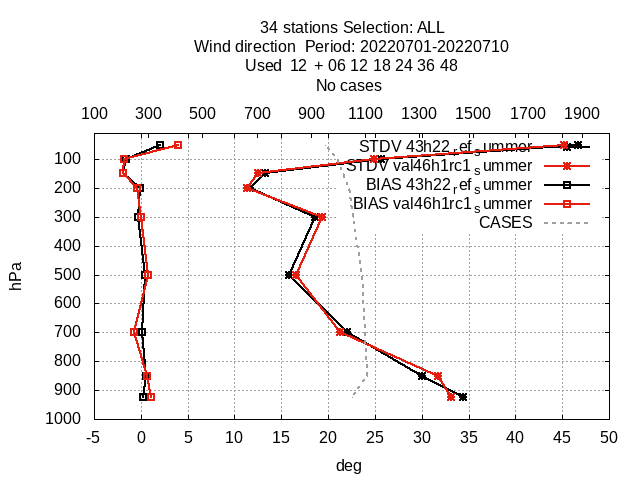 34 stations Selection: ALL
Wind direction  Period: 20220701-20220710
Used  12  + 06 12 18 24 36 48
No cases
100 300 500 700 900 1100 1300 1500 1700 1900
STDV 43h22_ref_summer
STDV val46h1rc1_summer
BIAS 43h22_ref_summer
BIAS val46h1rc1_summer
CASES
100
200
300
400
500
600
700
800
900
1000
hPa
-5 0 5 10 15 20 25 30 35 40 45 50
deg